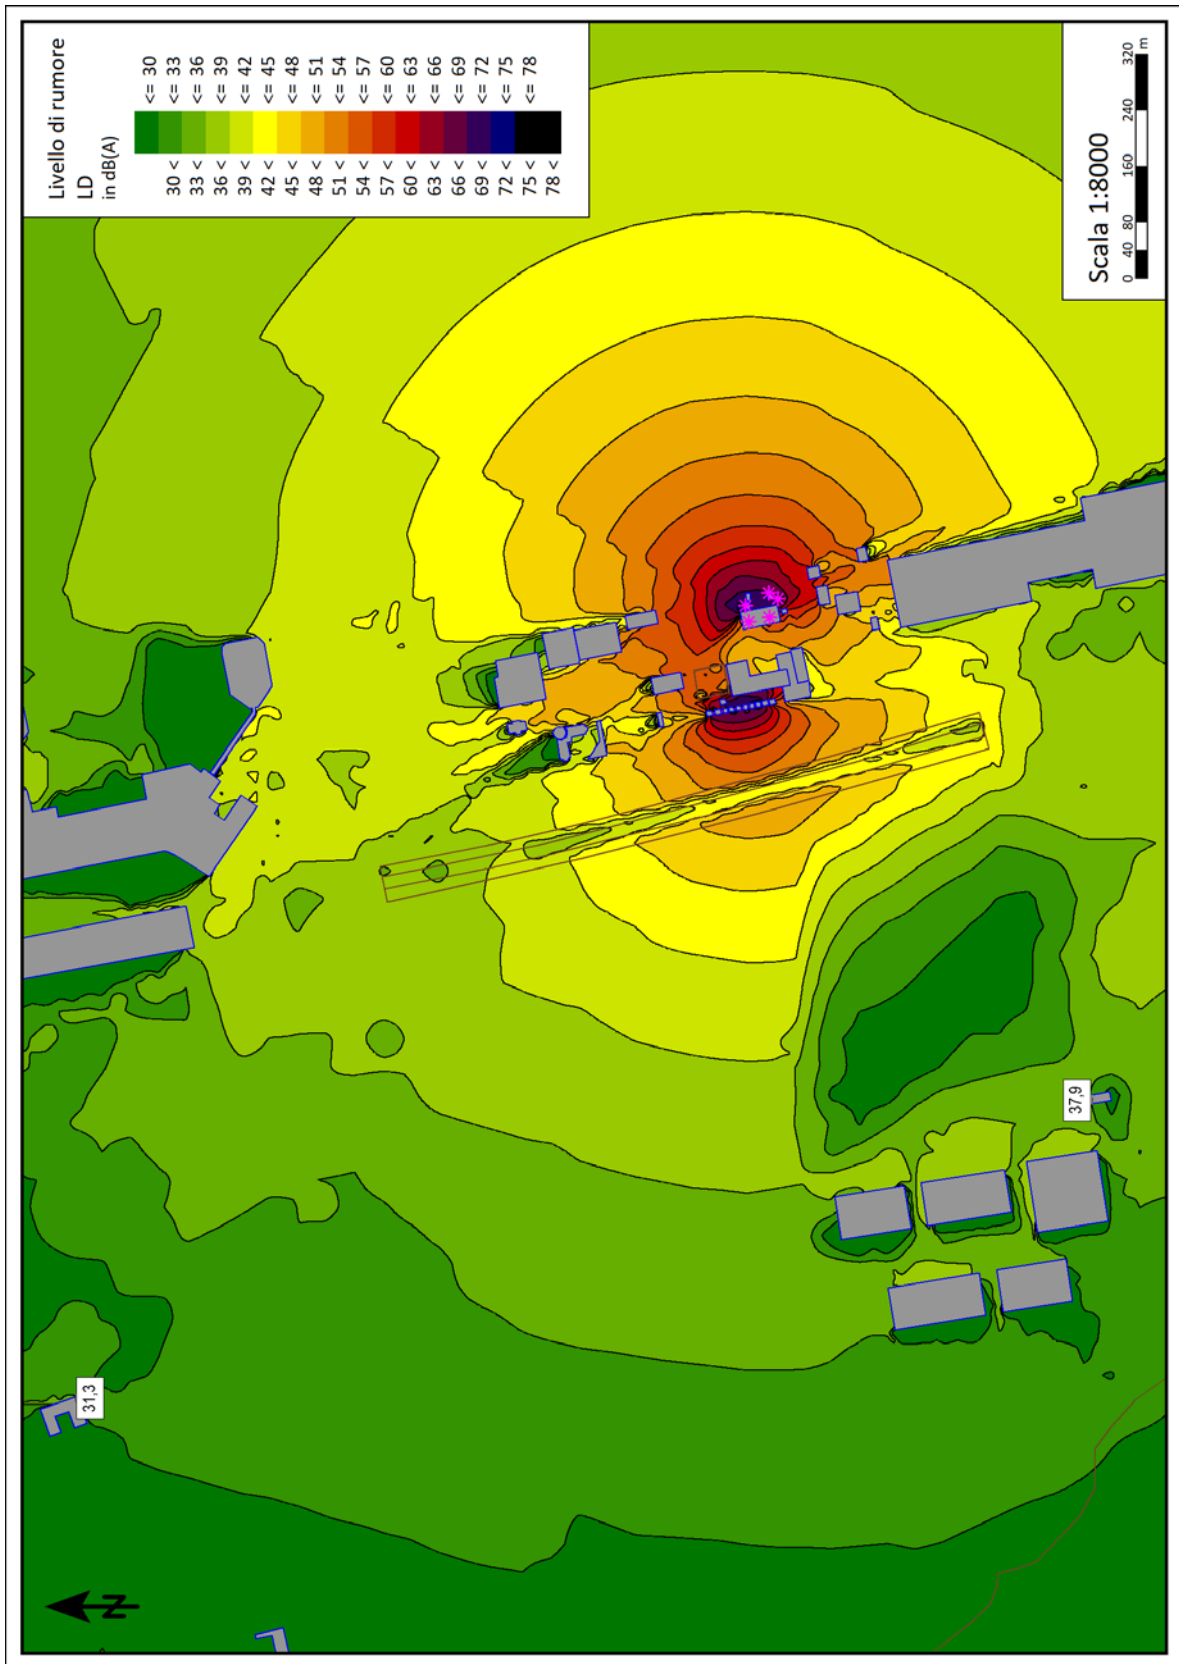 Livello di rumore
LD
in dB(A)
<= 30
30 < <= 33
33 < <= 36
36 < <= 39
39 < <= 42
42 < <= 45
45 < <= 48
48 < <= 51
51 < <= 54
54 < <= 57
57 < <= 60
60 < <= 63
63 < <= 66
66 < <= 69
69 < <= 72
72 < <= 75
75 < <= 78
78 <
31,3
37,9
N
Scala 1:8000
0 40 80 160 240 320
m